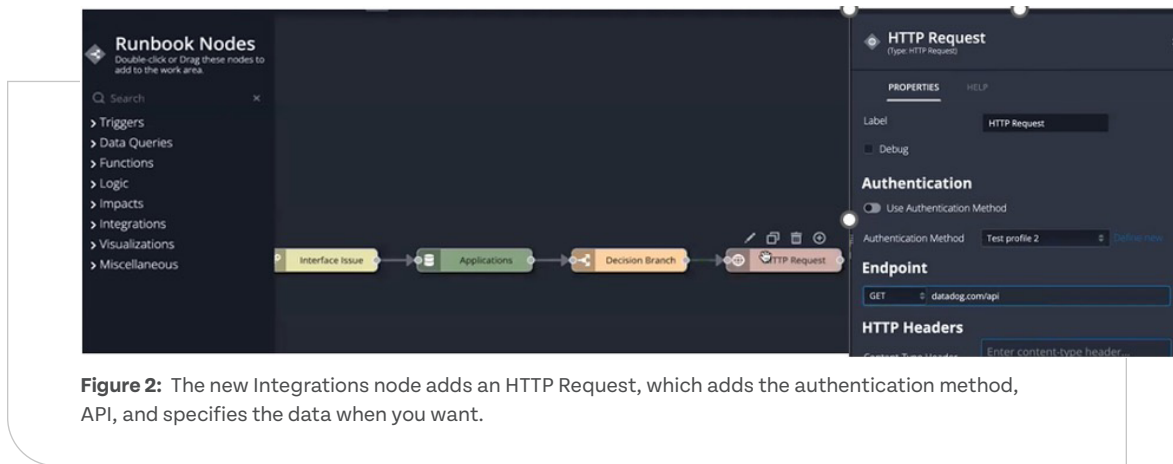 Runbook Nodes
Double-click or Drag these nodes to
add to the work area.
Search
Triggers
Data Queries
Functions
Logic
Impacts
Integrations
Visualizations
Miscellaneous
Interface Issue
Applications
Decision Branch
HTTP Request
HTTP Request
(Type: HTTP Request)
PROPERTIES HELP
Label HTTP Request
Debug
Authentication
Use Authentication Method
Authentication Method Test profile 2 Define new
Endpoint
GET datadog.com/api
HTTP Headers
Content Type Header Enter content-type header...
Figure 2: The new Integrations node adds an HTTP Request, which adds the authentication method,
API, and specifies the data when you want.